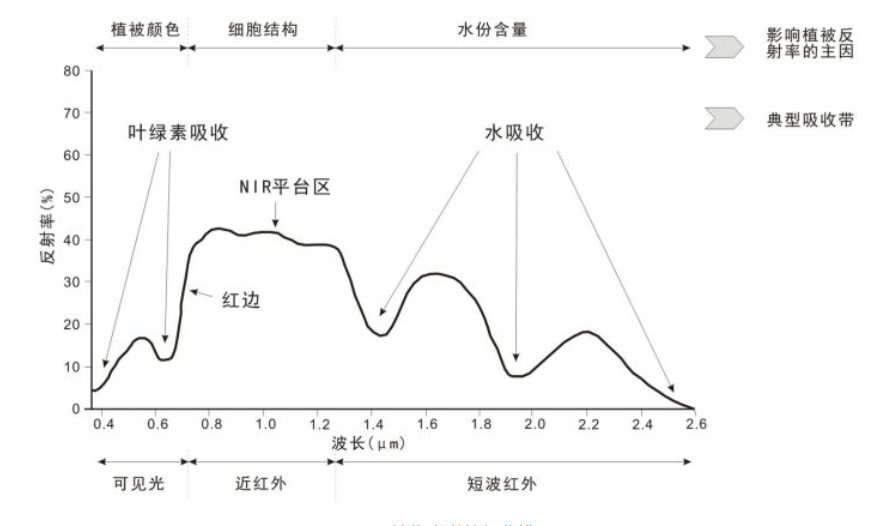 植被颜色 细胞结构 水份含量
影响植被反
射率的主因
典型吸收带
叶绿素吸收
水吸收
NIR平台区
红边
反射率(%)
80
70
60
50
40
30
20
10
0
0.4 0.6 0.8 1.0 1.2 1.4 1.6 1.8 2.0 2.2 2.4 2.6
波长(μm)
可见光 近红外 短波红外